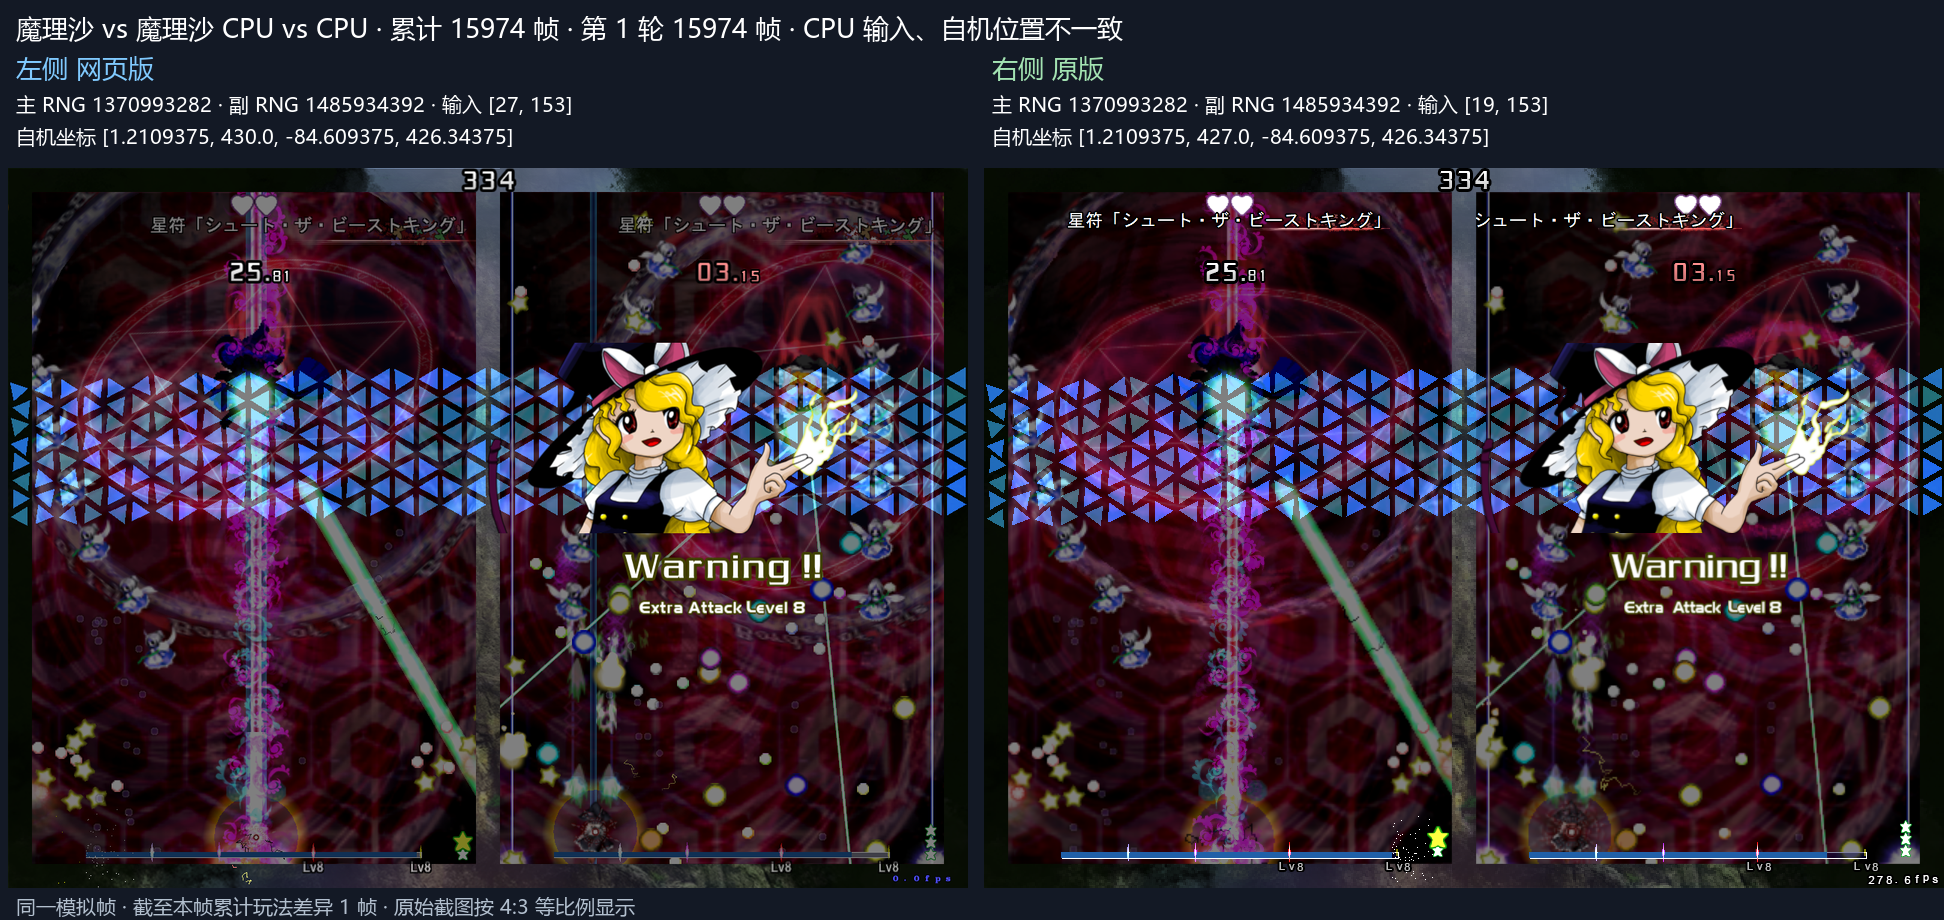 魔理沙 vs 魔理沙 CPU vs CPU · 累计 15974 帧 · 第 1 轮 15974 帧 · CPU 输入、自机位置不一致
左侧 网页版
主 RNG 1370993282 · 副 RNG 1485934392 · 输入 [27, 153]
自机坐标 [1.2109375, 430.0, -84.609375, 426.34375]
右侧 原版
主 RNG 1370993282 · 副 RNG 1485934392 · 输入 [19, 153]
自机坐标 [1.2109375, 427.0, -84.609375, 426.34375]
334
星符「シュート・ザ・ビーストキング」
星符「シュート・ザ・ビーストキング」
25.81
03.15
Warning !!
Extra Attack Level 8
Lv8
Lv8
Lv8
Lv8
0.0fps
334
星符「シュート・ザ・ビーストキング」
シュート・ザ・ビーストキング」
25.81
03.15
Warning !!
Extra Attack Level 8
Lv8
Lv8
Lv8
Lv8
278.6fps
同一模拟帧 · 截至本帧累计玩法差异 1 帧 · 原始截图按 4:3 等比例显示